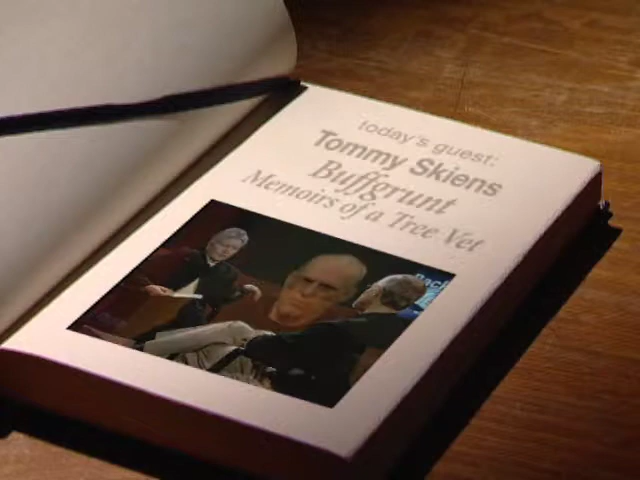 today's guest:
Tommy Skiens
Buffgrunt
Memoirs of a Tree Vet